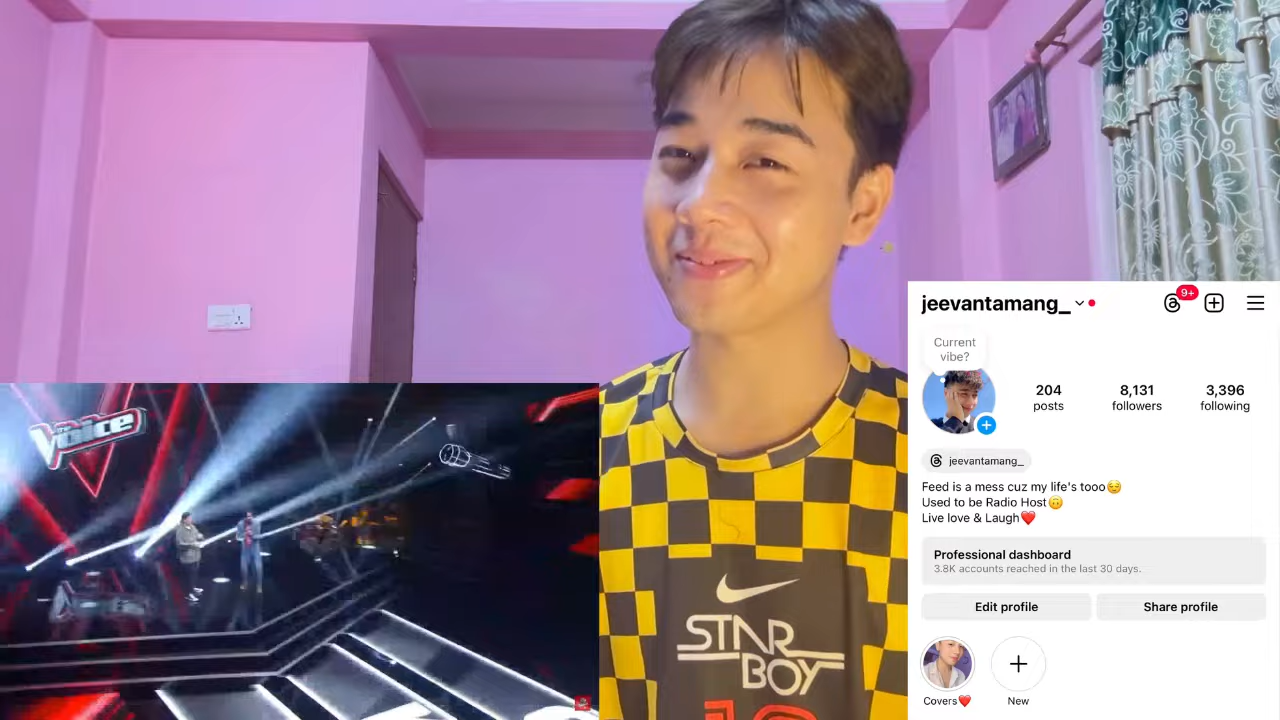 The
Voice
jeevantamang_
9+
Current
vibe?
204
posts
8,131
followers
3,396
following
jeevantamang_
Feed is a mess cuz my life's tooo😌
Used to be Radio Host🙃
Live love & Laugh❤️
Professional dashboard
3.8K accounts reached in the last 30 days.
Edit profile
Share profile
Covers❤️
New
STAR
BOY